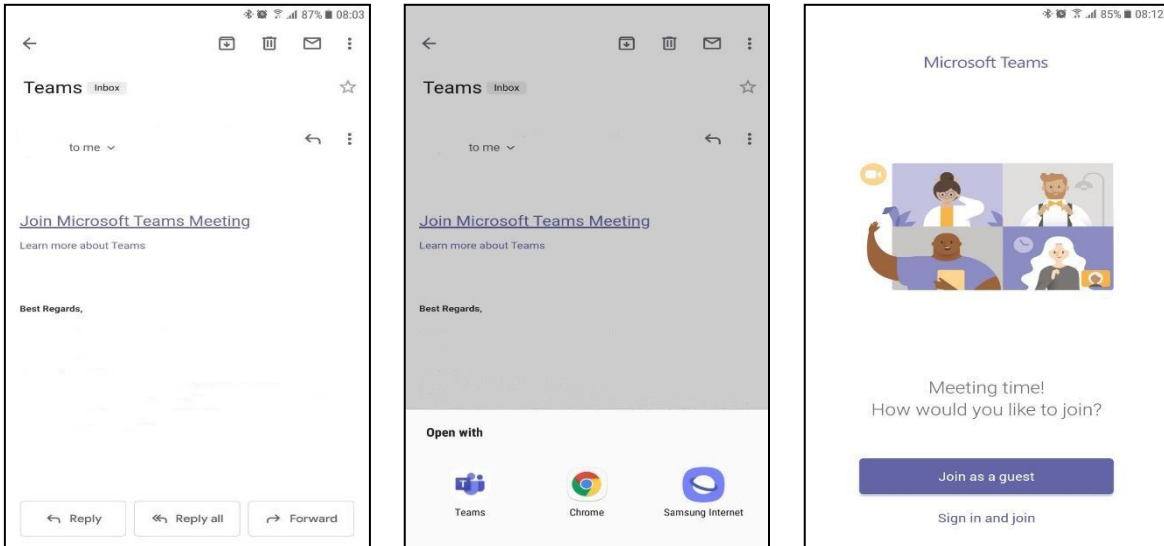 87% 08:03
Teams Inbox
to me
Join Microsoft Teams Meeting
Learn more about Teams
Best Regards,
Reply Reply all Forward
Teams Inbox
to me
Join Microsoft Teams Meeting
Learn more about Teams
Best Regards,
Open with
Teams Chrome Samsung Internet
85% 08:12
Microsoft Teams
Meeting time!
How would you like to join?
Join as a guest
Sign in and join